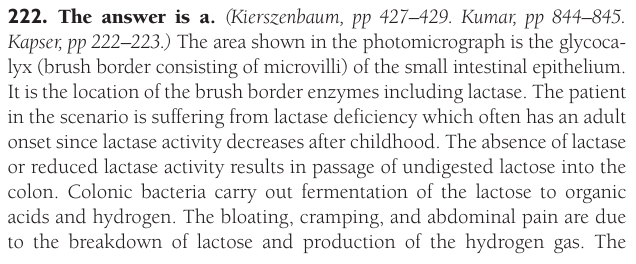 222. The answer is a. (Kierszenbaum, pp 427–429. Kumar, pp 844–845.
Kapser, pp 222–223.) The area shown in the photomicrograph is the glycoca-
lyx (brush border consisting of microvilli) of the small intestinal epithelium.
It is the location of the brush border enzymes including lactase. The patient
in the scenario is suffering from lactase deficiency which often has an adult
onset since lactase activity decreases after childhood. The absence of lactase
or reduced lactase activity results in passage of undigested lactose into the
colon. Colonic bacteria carry out fermentation of the lactose to organic
acids and hydrogen. The bloating, cramping, and abdominal pain are due
to the breakdown of lactose and production of the hydrogen gas. The